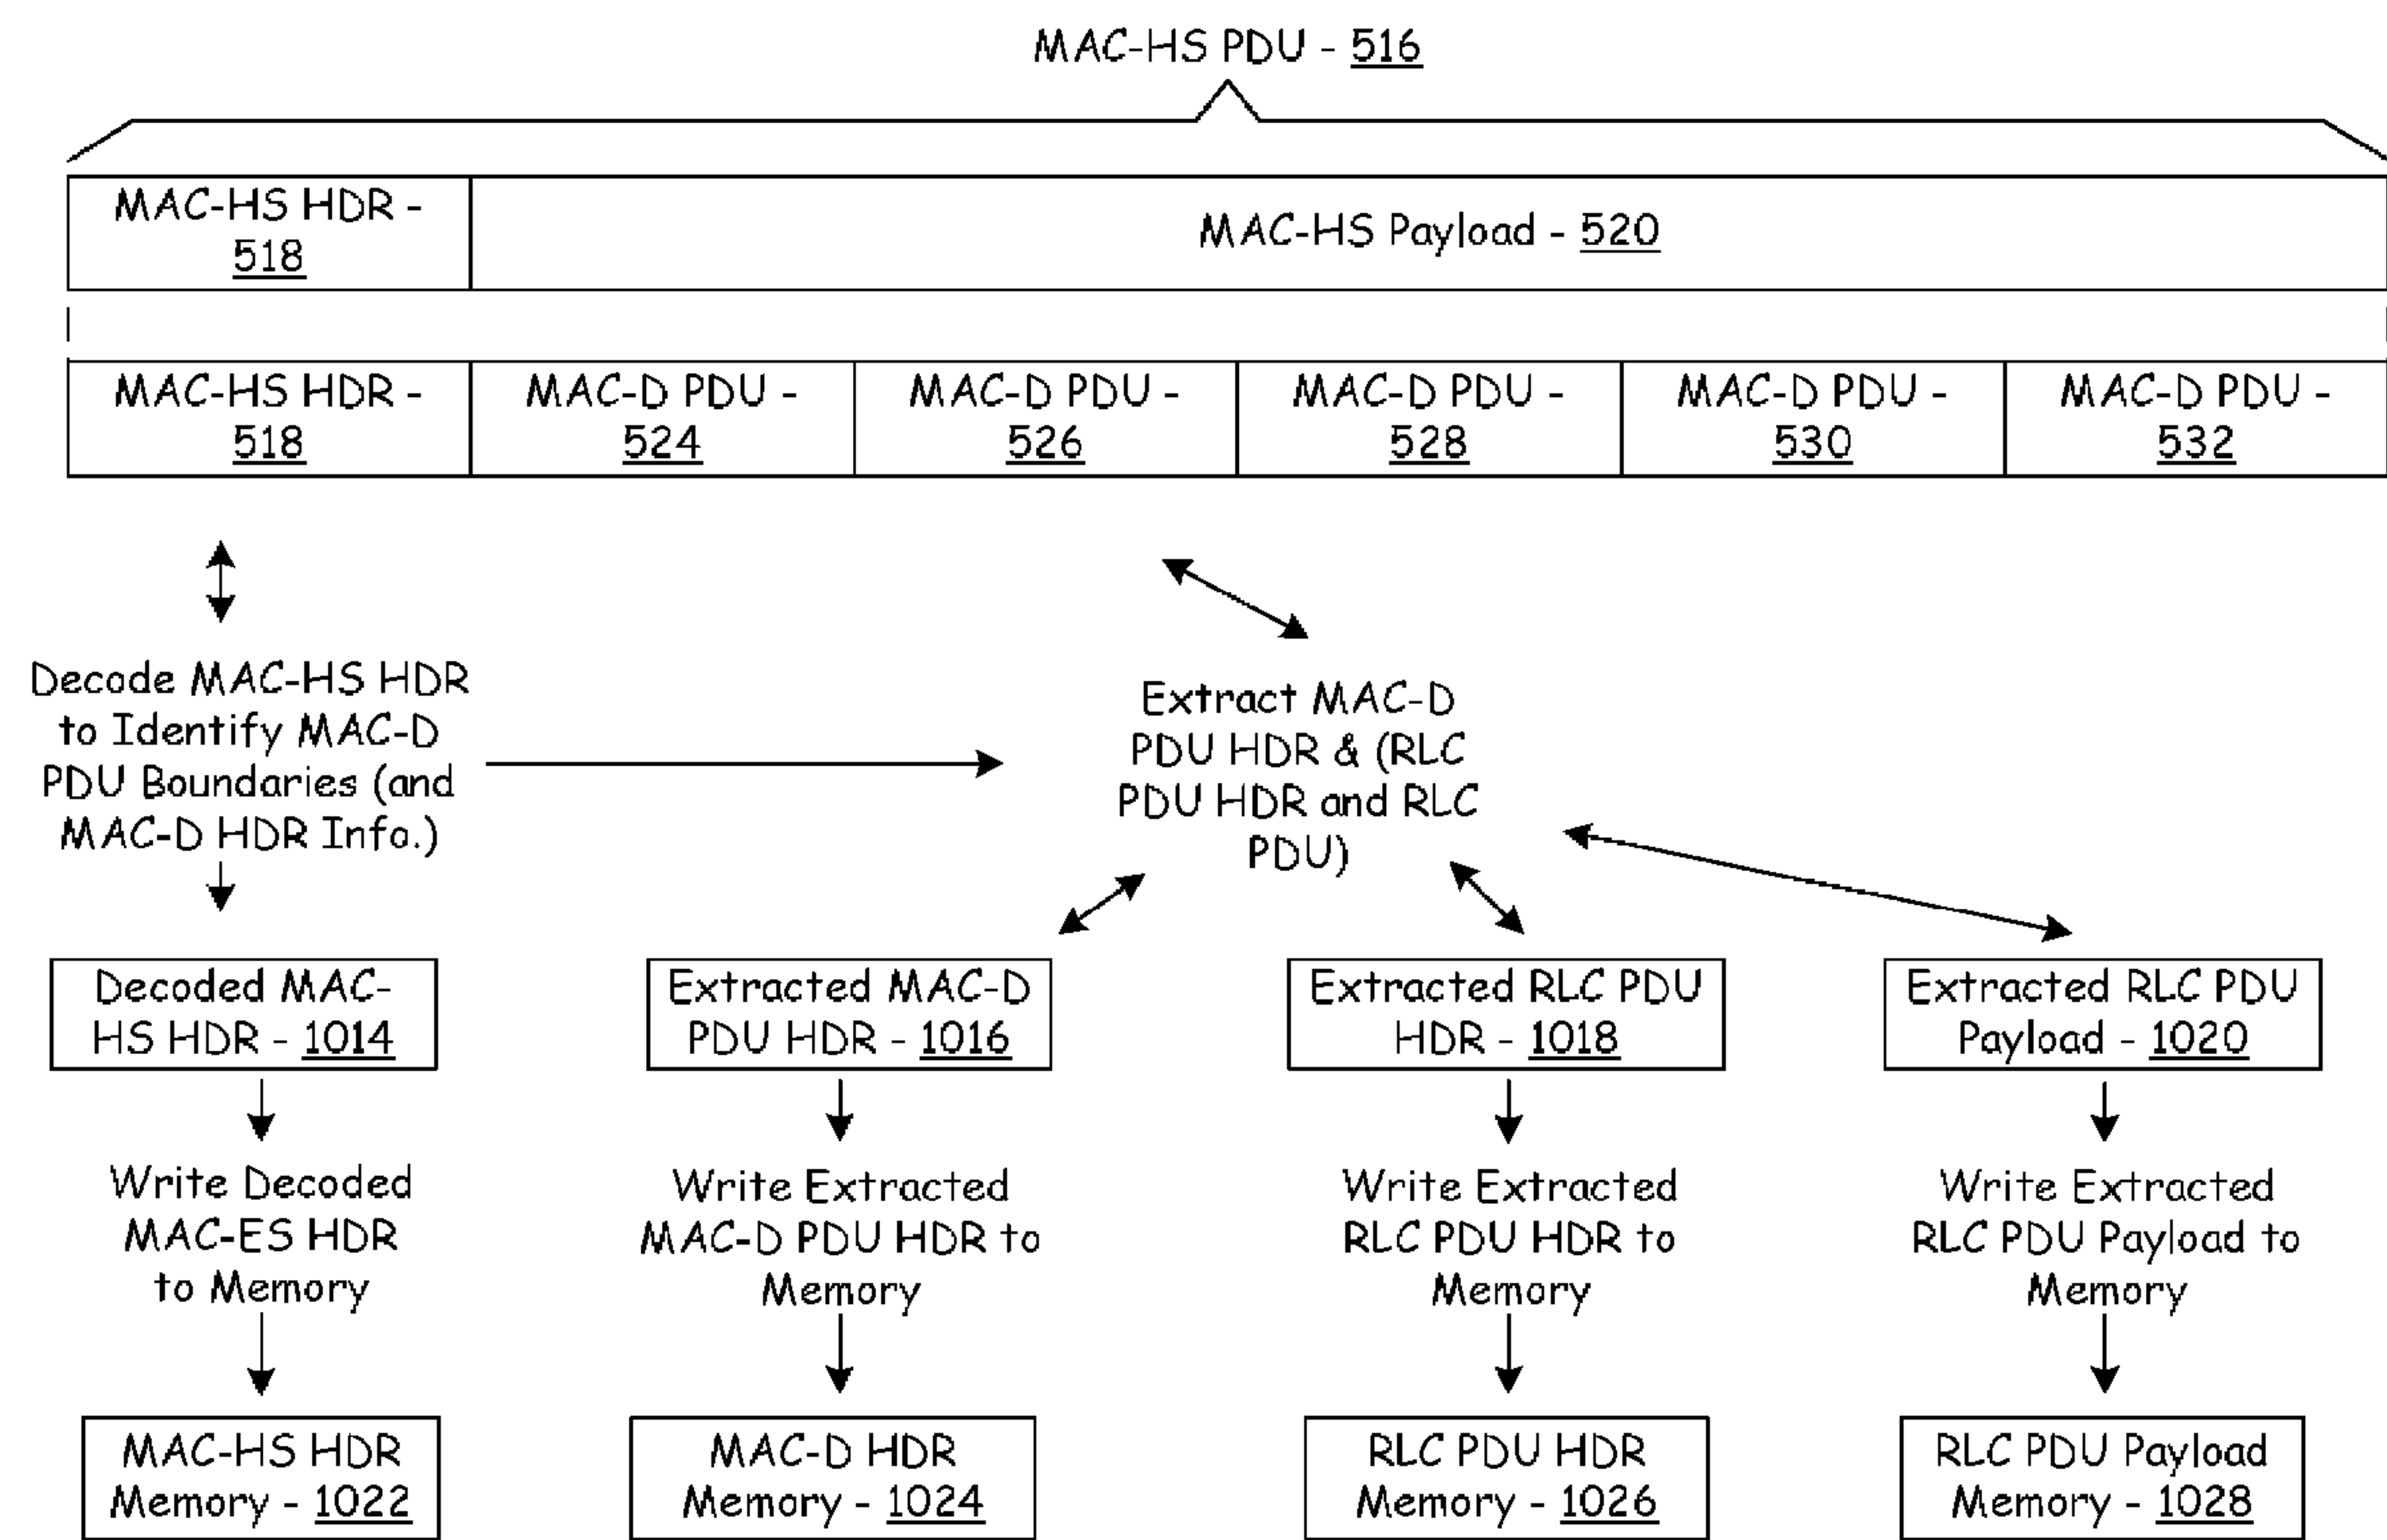 MAC-HS PDU - 516
MAC-HS HDR -
518
MAC-HS Payload - 520
MAC-HS HDR -
518
MAC-D PDU -
524
MAC-D PDU -
526
MAC-D PDU -
528
MAC-D PDU -
530
MAC-D PDU -
532
Decode MAC-HS HDR
to Identify MAC-D
PDU Boundaries (and
MAC-D HDR Info.)
Extract MAC-D
PDU HDR & (RLC
PDU HDR and RLC
PDU)
Decoded MAC-
HS HDR - 1014
Extracted MAC-D
PDU HDR - 1016
Extracted RLC PDU
HDR - 1018
Extracted RLC PDU
Payload - 1020
Write Decoded
MAC-ES HDR
to Memory
Write Extracted
MAC-D PDU HDR to
Memory
Write Extracted
RLC PDU HDR to
Memory
Write Extracted
RLC PDU Payload to
Memory
MAC-HS HDR
Memory - 1022
MAC-D HDR
Memory - 1024
RLC PDU HDR
Memory - 1026
RLC PDU Payload
Memory - 1028